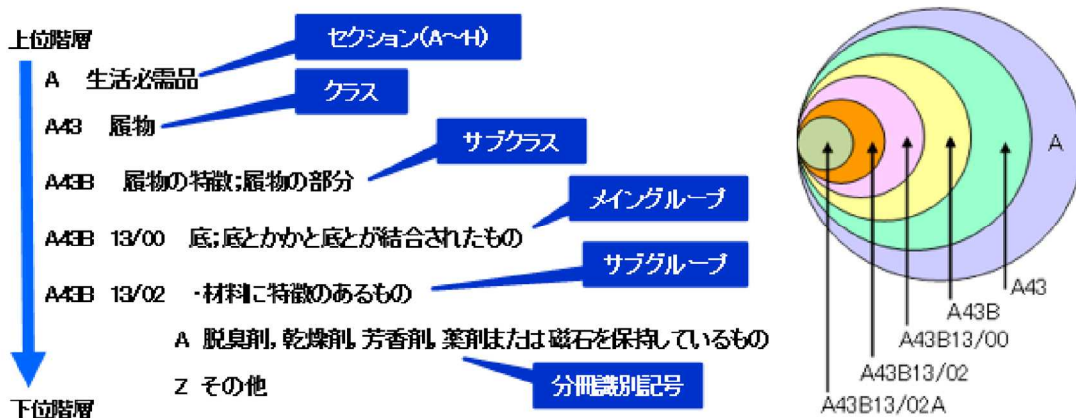 上位階層
セクション(A～H)
A 生活必需品
クラス
A43 履物
サブクラス
A43B 履物の特徴;履物の部分
メイングループ
A43B 13/00 底;底とかかと底とが結合されたもの
サブグループ
A43B 13/02 ・材料に特徴のあるもの
A 脱臭剤,乾燥剤,芳香剤,薬剤または磁石を保持しているもの
Z その他
分冊識別記号
下位階層
A
A43
A43B
A43B13/00
A43B13/02
A43B13/02A